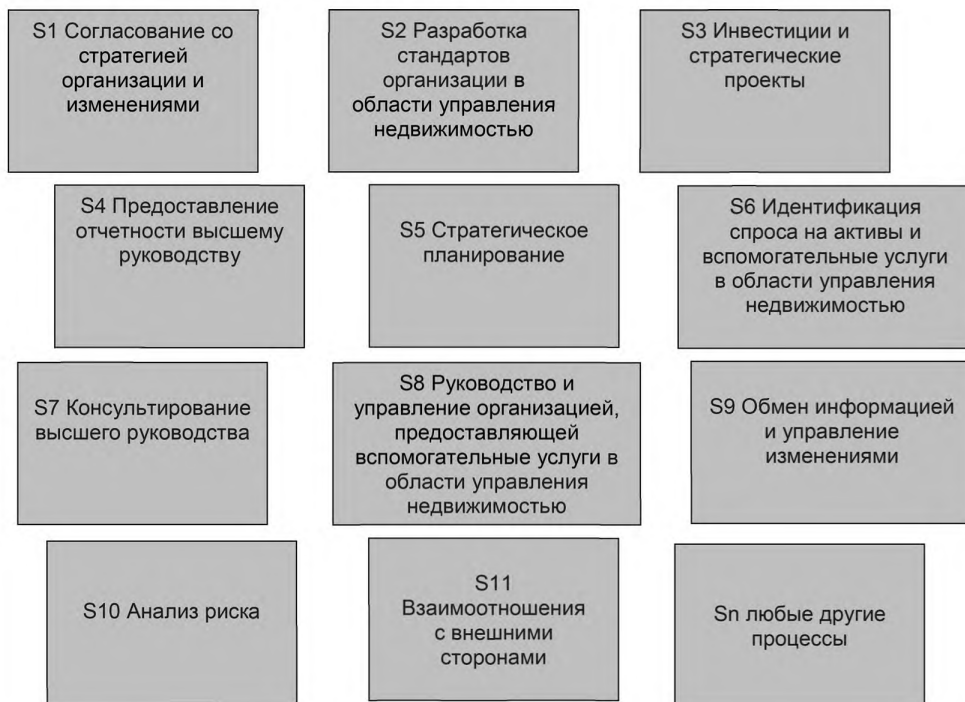 S1 Согласование со
стратегией
организации и
изменениями
S2 Разработка
стандартов
организации в
области управления
недвижимостью
S3 Инвестиции и
стратегические
проекты
S4 Предоставление
отчетности высшему
руководству
S5 Стратегическое
планирование
S6 Идентификация
спроса на активы и
вспомогательные услуги
в области управления
недвижимостью
S7 Консультирование
высшего руководства
S8 Руководство и
управление организацией,
предоставляющей
вспомогательные услуги в
области управления
недвижимостью
S9 Обмен информацией
и управление
изменениями
S10 Анализ риска
S11
Взаимоотношения
с внешними
сторонами
Sn любые другие
процессы